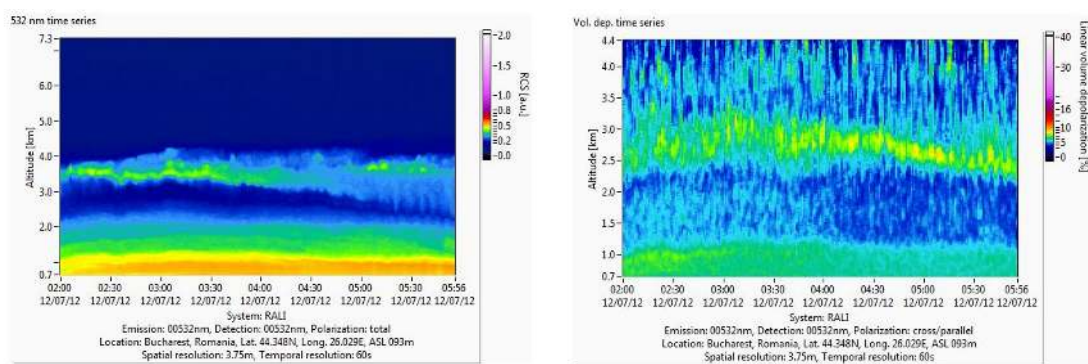 532 nm time series
7.3
6.0
5.0
4.0
3.0
2.0
0.7
Altitude [km]
02:00 02:30 03:00 03:30 04:00 04:30 05:00 05:30 05:56
12/07/12 12/07/12 12/07/12 12/07/12 12/07/12 12/07/12 12/07/12 12/07/12 12/07/12
System: RALI
Emission: 00532nm, Detection: 00532nm, Polarization: total
Location: Bucharest, Romania, Lat. 44.348N, Long. 26.029E, ASL 093m
Spatial resolution: 3.75m, Temporal resolution: 60s
2.0
1.5
1.0
0.5
0.2
0.0
RCS [a.u.]
Vol. dep. time series
4.4
4.0
3.5
3.0
2.5
2.0
1.5
1.0
0.7
Altitude [km]
02:00 02:30 03:00 03:30 04:00 04:30 05:00 05:30 05:56
12/07/12 12/07/12 12/07/12 12/07/12 12/07/12 12/07/12 12/07/12 12/07/12 12/07/12
System: RALI
Emission: 00532nm, Detection: 00532nm, Polarization: cross/parallel
Location: Bucharest, Romania, Lat. 44.348N, Long. 26.029E, ASL 093m
Spatial resolution: 3.75m, Temporal resolution: 60s
40
30
16
10
5
0
Linear volume depolarization [%]